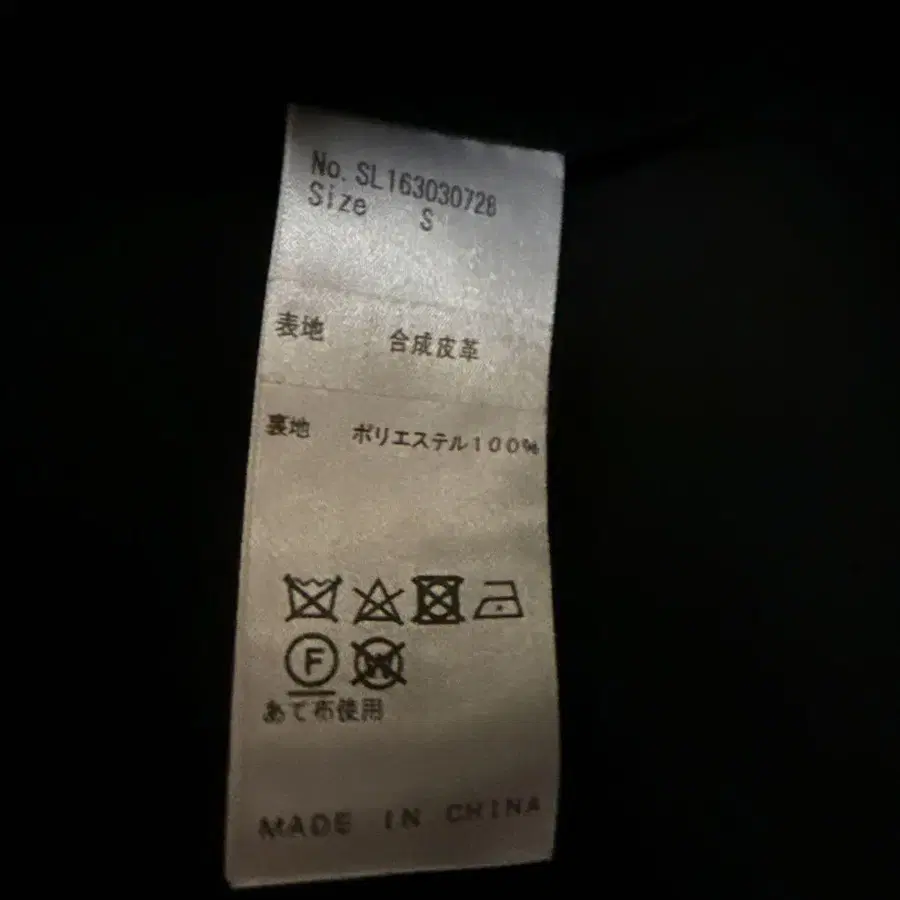 No. SL163030728
Size S
表地 合成皮革
裏地 ポリエステル100%
F
W
あて布使用
MADE IN CHINA